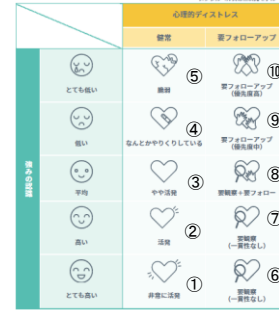 心理的ディストレス
健常
要フォローアップ
とても低い
⑤
脆弱
⑩
要フォローアップ
(優先度高)
低い
④
なんとかやりくりしている
⑨
要フォローアップ
(優先度中)
平均
③
やや活発
⑧
要観察+要フォロー
高い
②
活発
⑦
要観察
(一貫性なし)
とても高い
①
非常に活発
⑥
要観察
(一貫性なし)